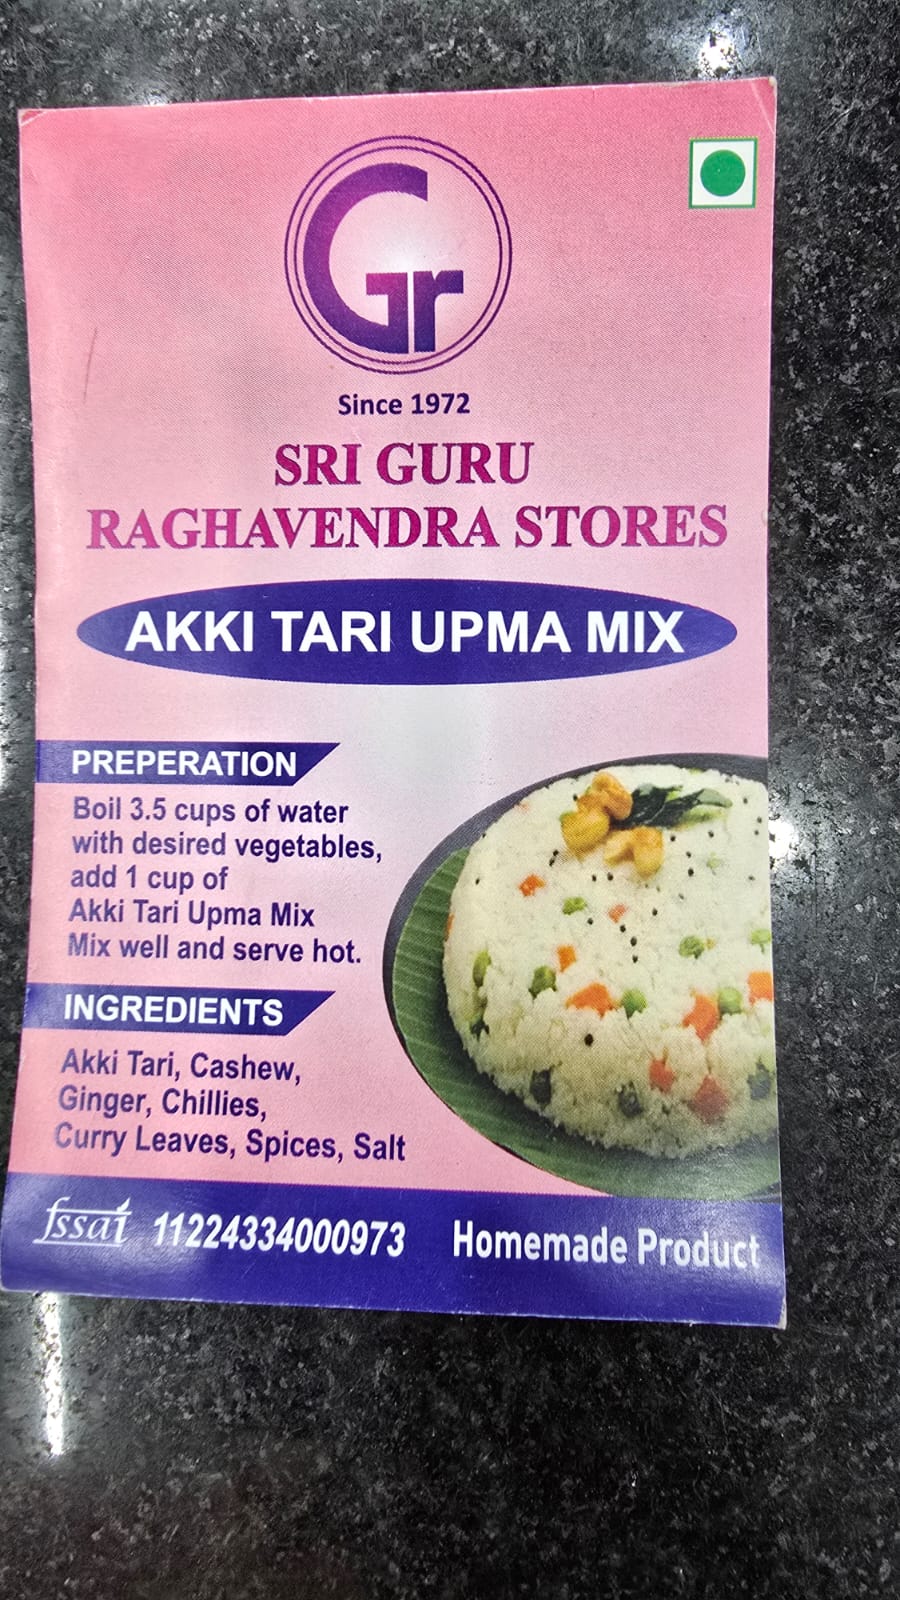 Gr
Since 1972
SRI GURU
RAGHAVENDRA STORES
AKKI TARI UPMA MIX
PREPERATION
Boil 3.5 cups of water
with desired vegetables,
add 1 cup of
Akki Tari Upma Mix
Mix well and serve hot.
INGREDIENTS
Akki Tari, Cashew,
Ginger, Chillies,
Curry Leaves, Spices, Salt
fssai 11224334000973 Homemade Product